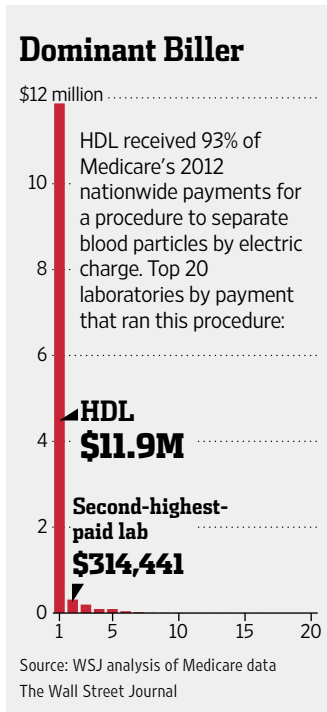 Dominant Biller
$12 million
HDL received 93% of
Medicare's 2012
nationwide payments for
a procedure to separate
blood particles by electric
charge. Top 20
laboratories by payment
that ran this procedure:
10
8
6
4
2
0
HDL
$11.9M
Second-highest-
paid lab
$314,441
1 5 10 15 20
Source: WSJ analysis of Medicare data
The Wall Street Journal